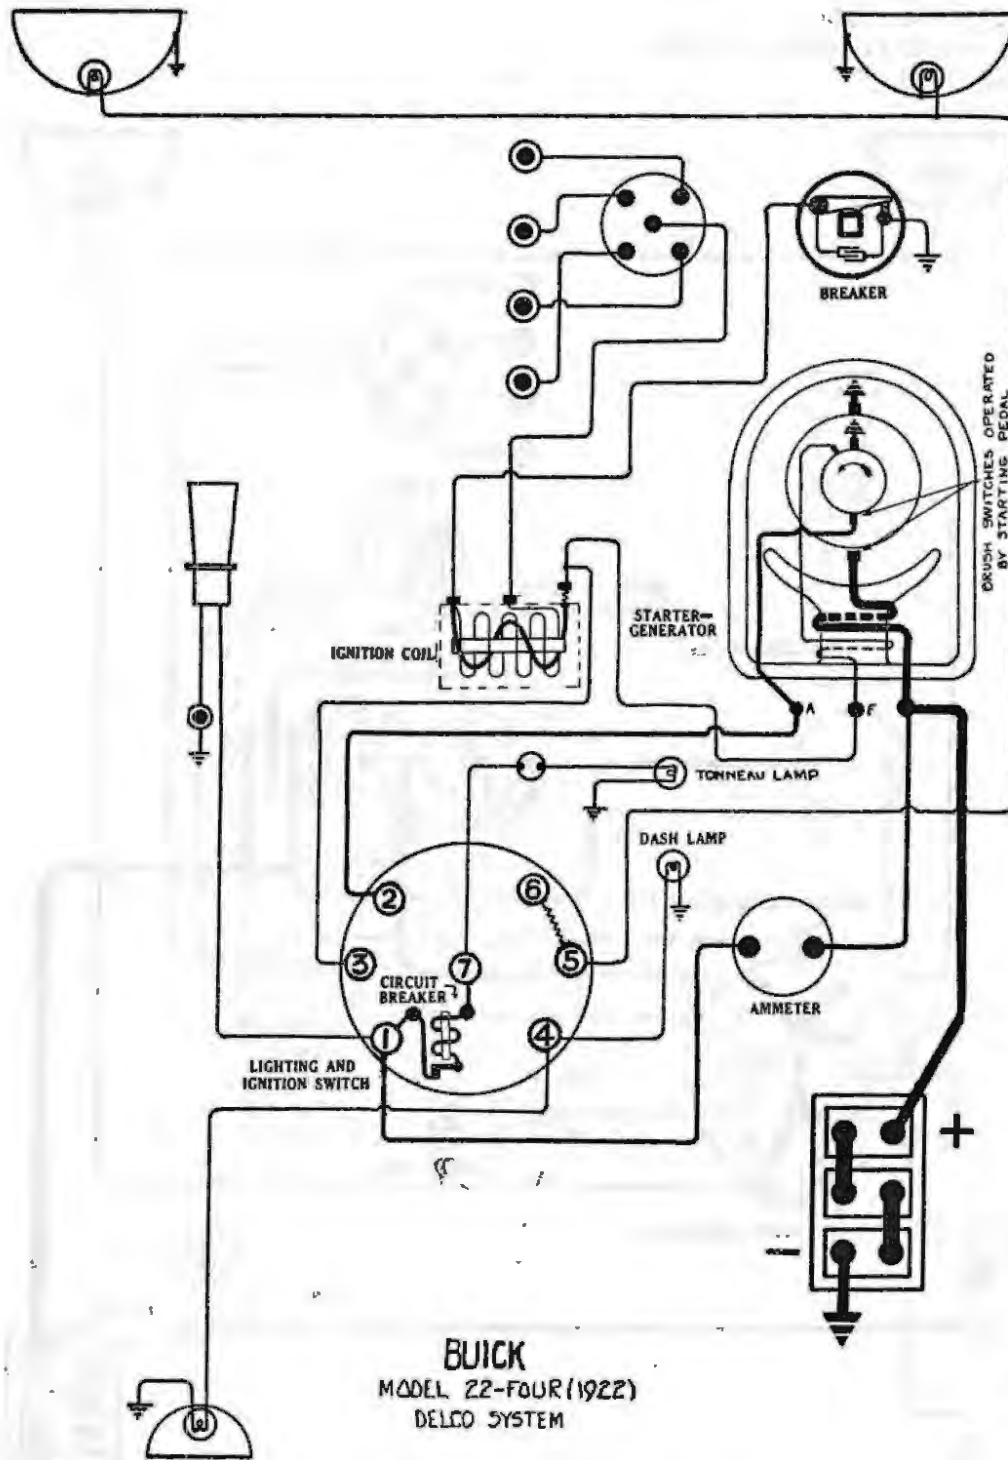 BREAKER
BRUSH SWITCHES OPERATED
BY STARTING PEDAL
STARTER-
GENERATOR
IGNITION COIL
A
F
TONNEAU LAMP
DASH LAMP
2
6
3
7
5
CIRCUIT
BREAKER
1
4
AMMETER
LIGHTING AND
IGNITION SWITCH
+
-
BUICK
MODEL 22-FOUR (1922)
DELCO SYSTEM